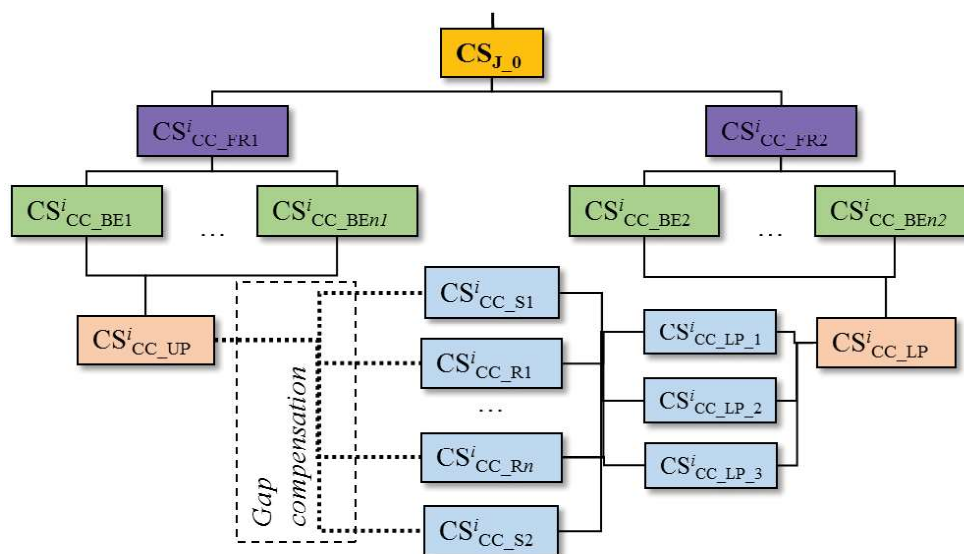 CS_J_0
CS^i_CC_FR1
CS^i_CC_FR2
CS^i_CC_BE1
...
CS^i_CC_BEn1
CS^i_CC_BE2
...
CS^i_CC_BEn2
CS^i_CC_UP
Gap
compensation
CS^i_CC_S1
CS^i_CC_R1
...
CS^i_CC_Rn
CS^i_CC_S2
CS^i_CC_LP_1
CS^i_CC_LP_2
CS^i_CC_LP_3
CS^i_CC_LP